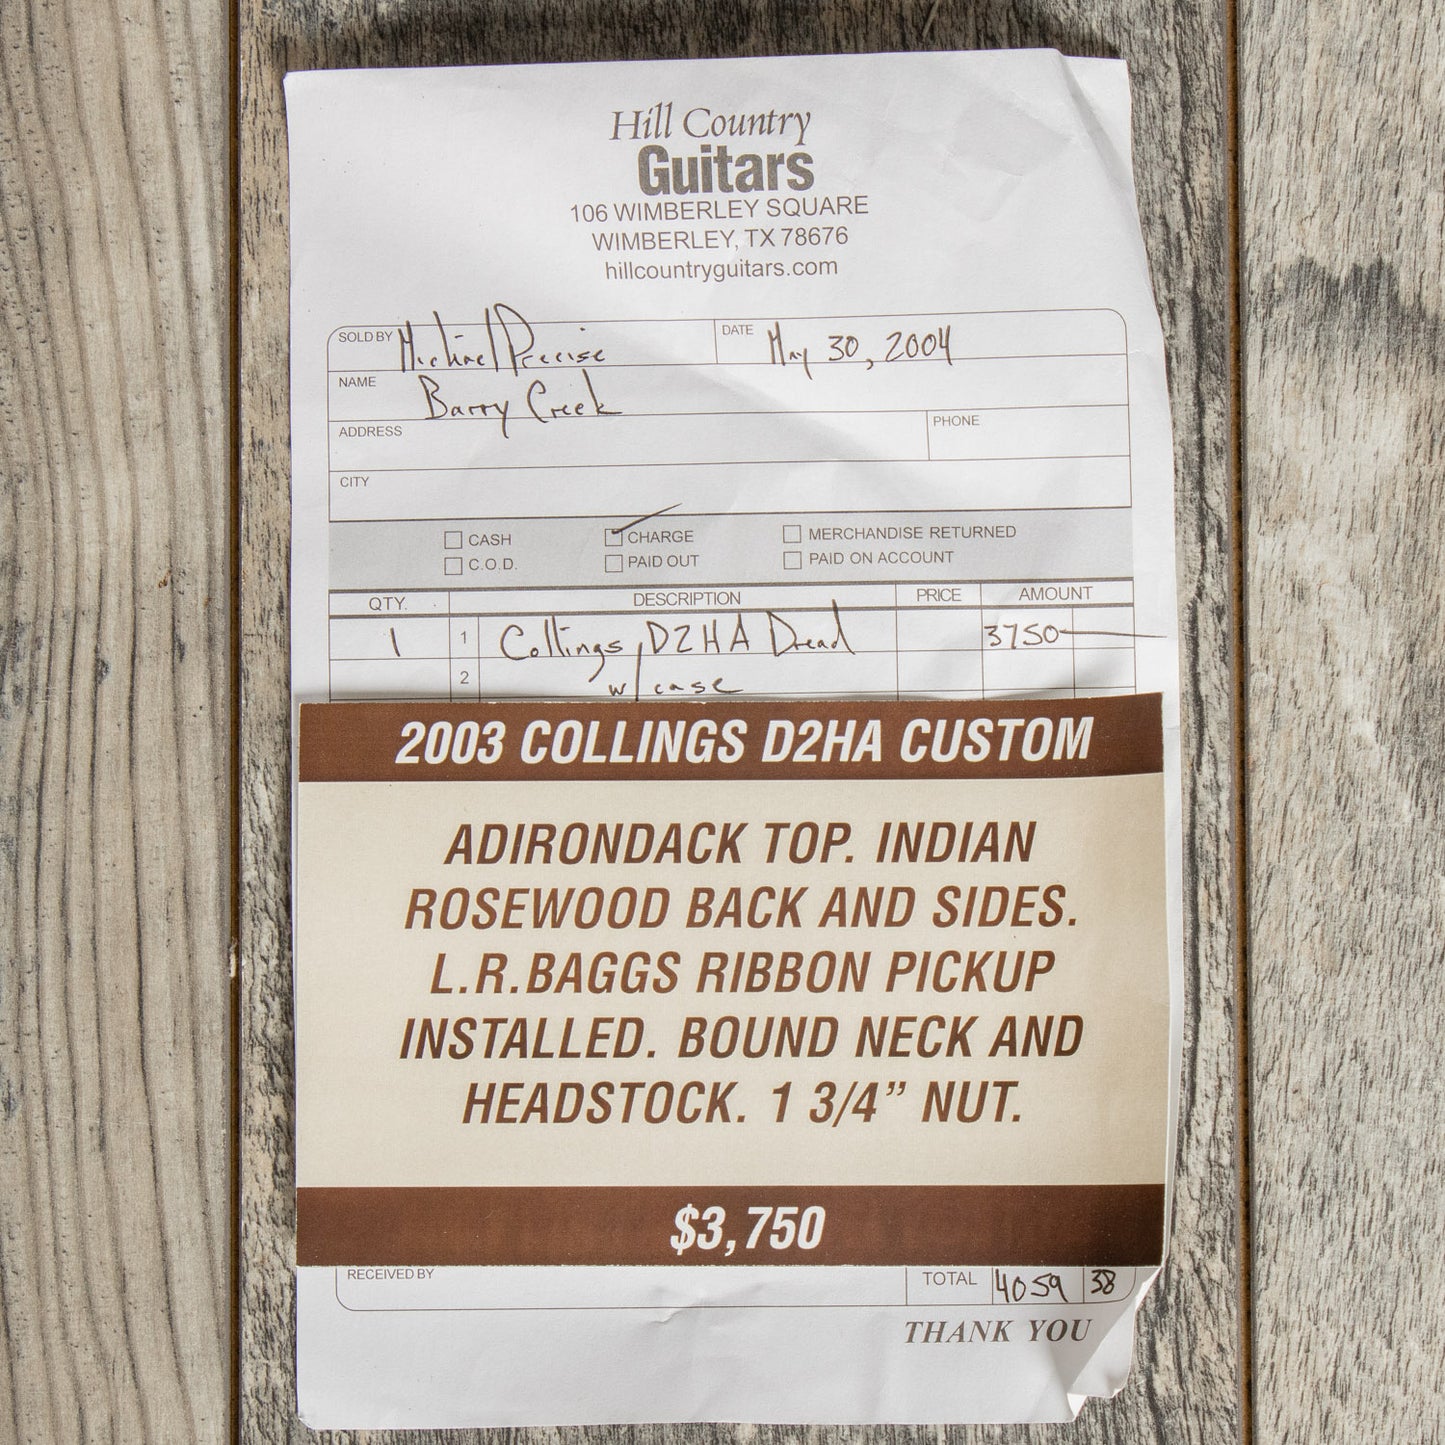 Hill Country
Guitars
106 WIMBERLEY SQUARE
WIMBERLEY, TX 78676
hillcountryguitars.com
SOLD BY Michael Precise DATE May 30, 2004
NAME Barry Creek
ADDRESS PHONE
CITY
CASH CHARGE MERCHANDISE RETURNED
C.O.D. PAID OUT PAID ON ACCOUNT
QTY. DESCRIPTION PRICE AMOUNT
1 1 Collings, D2HA Dread 3750
2 w/case
2003 COLLINGS D2HA CUSTOM
ADIRONDACK TOP. INDIAN
ROSEWOOD BACK AND SIDES.
L.R.BAGGS RIBBON PICKUP
INSTALLED. BOUND NECK AND
HEADSTOCK. 1 3/4” NUT.
$3,750
RECEIVED BY TOTAL 4059 38
THANK YOU